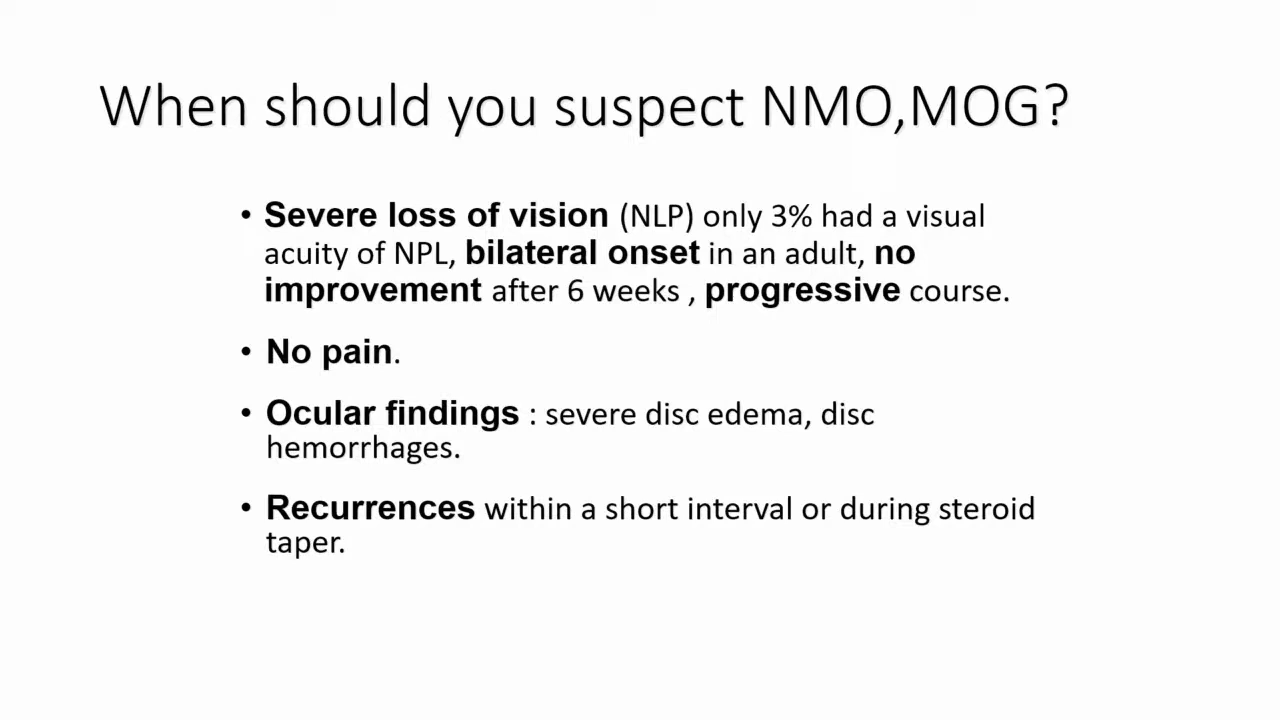 When should you suspect NMO,MOG?
• Severe loss of vision (NLP) only 3% had a visual
acuity of NPL, bilateral onset in an adult, no
improvement after 6 weeks , progressive course.
• No pain.
• Ocular findings : severe disc edema, disc
hemorrhages.
• Recurrences within a short interval or during steroid
taper.